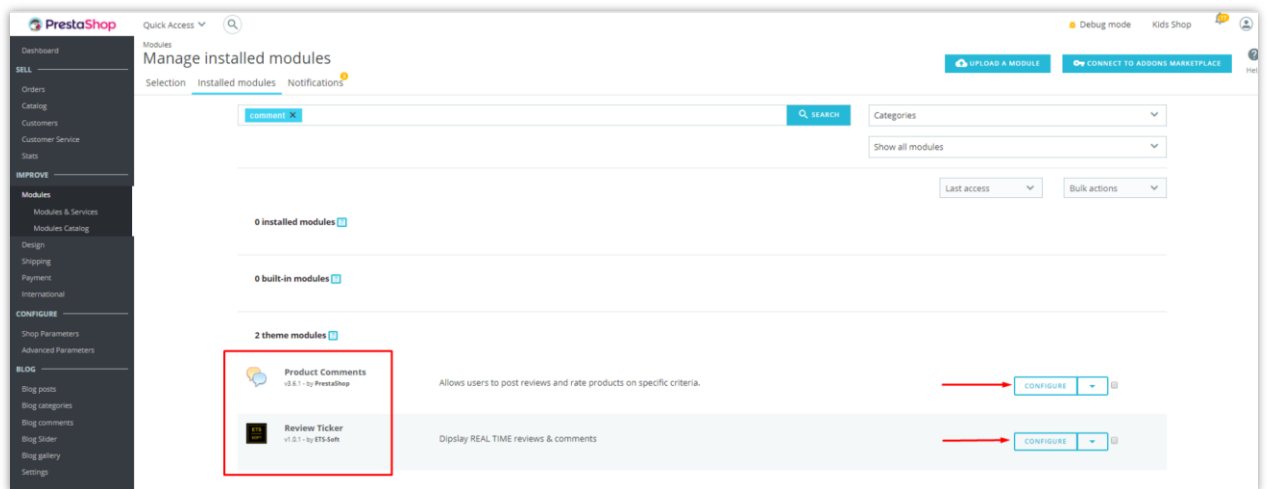 PrestaShop
Quick Access
Debug mode
Kids Shop
Dashboard
SELL
Orders
Catalog
Customers
Customer Service
Stats
IMPROVE
Modules
Modules & Services
Modules Catalog
Design
Shipping
Payment
International
CONFIGURE
Shop Parameters
Advanced Parameters
BLOG
Blog posts
Blog categories
Blog comments
Blog Slider
Blog gallery
Settings
Modules
Manage installed modules
UPLOAD A MODULE
CONNECT TO ADDONS MARKETPLACE
Hel
Selection Installed modules Notifications
comment X
SEARCH
Categories
Show all modules
Last access
Bulk actions
0 installed modules
0 built-in modules
2 theme modules
Product Comments
v3.6.1 - by PrestaShop
Allows users to post reviews and rate products on specific criteria.
CONFIGURE
ETS
SOFT
Review Ticker
v1.0.1 - by ETS-Soft
Dipslay REAL TIME reviews & comments
CONFIGURE